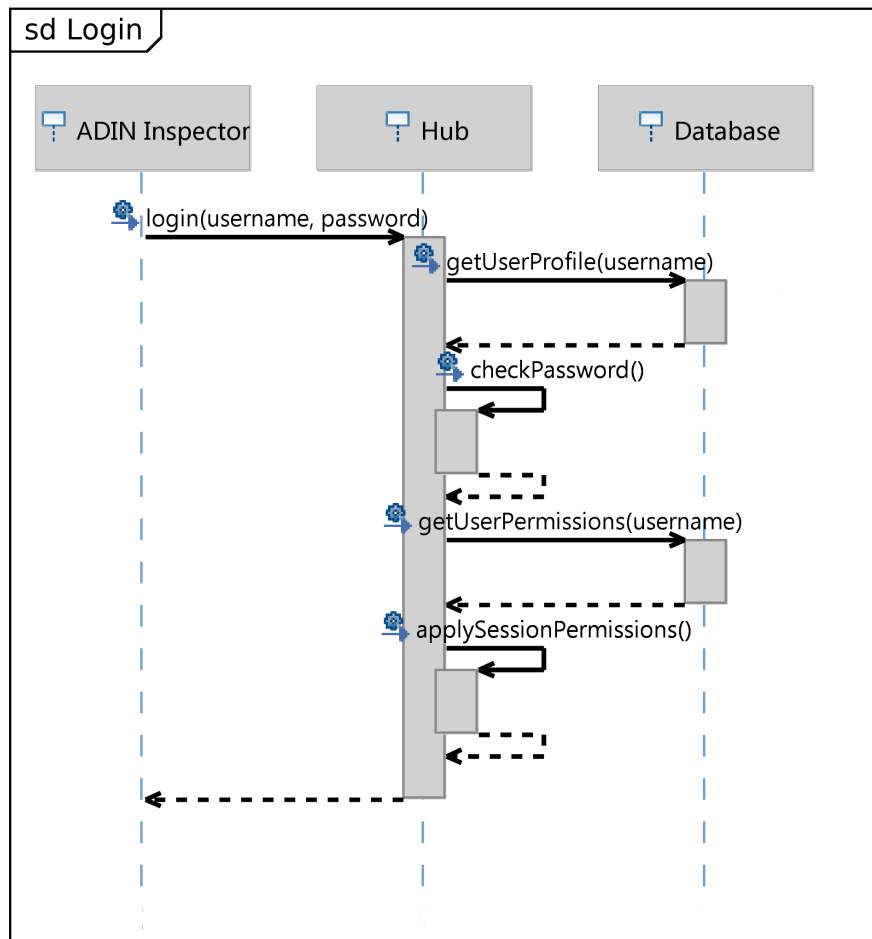 sd Login
ADIN Inspector
Hub
Database
login(username, password)
getUserProfile(username)
checkPassword()
getUserPermissions(username)
applySessionPermissions()